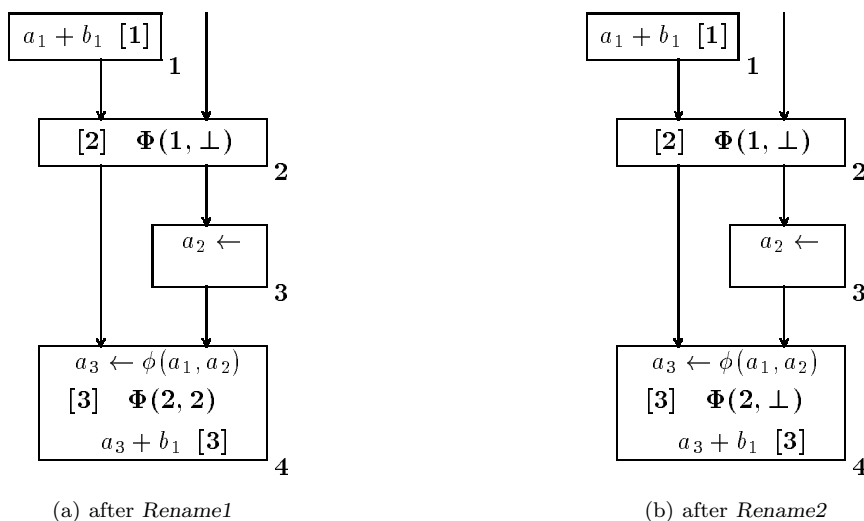 a₁ + b₁ [1]
1
[2] Φ(1, ⊥)
2
a₂ ←
3
a₃ ← ϕ(a₁, a₂)
[3] Φ(2, 2)
a₃ + b₁ [3]
4
(a) after Rename1
a₁ + b₁ [1]
1
[2] Φ(1, ⊥)
2
a₂ ←
3
a₃ ← ϕ(a₁, a₂)
[3] Φ(2, ⊥)
a₃ + b₁ [3]
4
(b) after Rename2